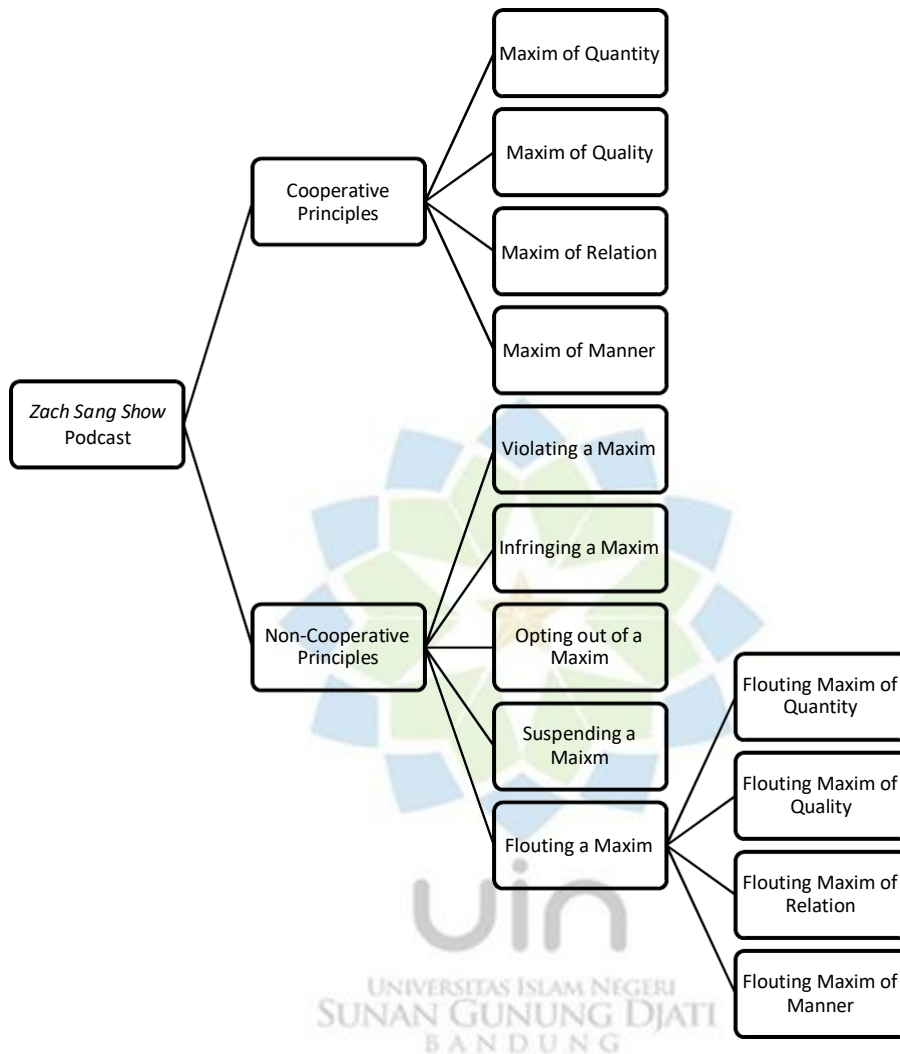 Maxim of Quantity
Maxim of Quality
Cooperative
Principles
Maxim of Relation
Maxim of Manner
Zach Sang Show
Podcast
Violating a Maxim
Infringing a Maxim
Non-Cooperative
Principles
Opting out of a
Maxim
Suspending a
Maixm
Flouting a Maxim
Flouting Maxim of
Quantity
Flouting Maxim of
Quality
Flouting Maxim of
Relation
Flouting Maxim of
Manner
uin
UNIVERSITAS ISLAM NEGERI
SUNAN GUNUNG DJATI
BANDUNG